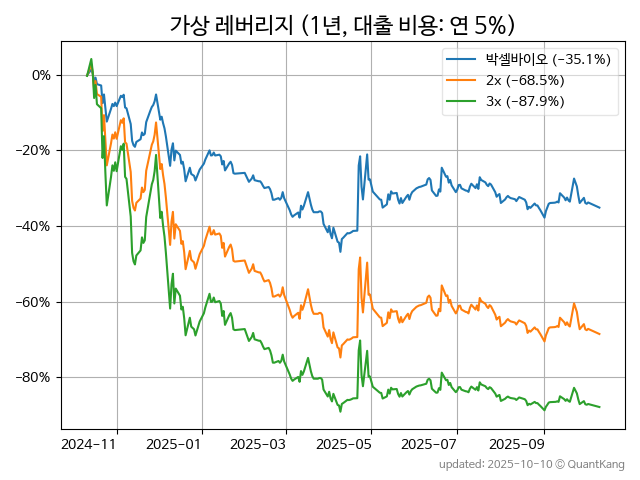 가상 레버리지 (1년, 대출 비용: 연 5%)
박셀바이오 (−35.1%)
2x (−68.5%)
3x (−87.9%)
0%
−20%
−40%
−60%
−80%
2024-11 2025-01 2025-03 2025-05 2025-07 2025-09
updated: 2025-10-10 © QuantKang